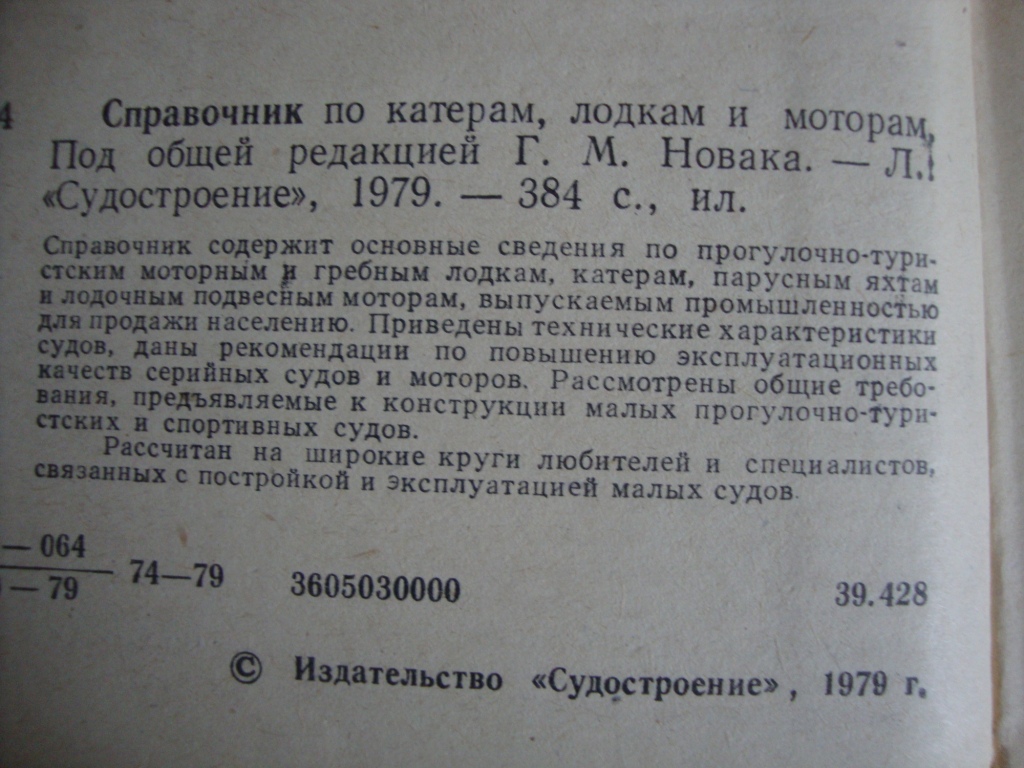 4 Справочник по катерам, лодкам и моторам,
Под общей редакцией Г. М. Новака. — Л.:
«Судостроение», 1979. — 384 с., ил.
Справочник содержит основные сведения по прогулочно-тури-
стским моторным и гребным лодкам, катерам, парусным яхтам
и лодочным подвесным моторам, выпускаемым промышленностью
для продажи населению. Приведены технические характеристики
судов, даны рекомендации по повышению эксплуатационных
качеств серийных судов и моторов. Рассмотрены общие требо-
вания, предъявляемые к конструкции малых прогулочно-тури-
стских и спортивных судов.
Рассчитан на широкие круги любителей и специалистов,
связанных с постройкой и эксплуатацией малых судов.
— 064
— 79
74—79 3605030000 39.428
© Издательство «Судостроение», 1979 г.